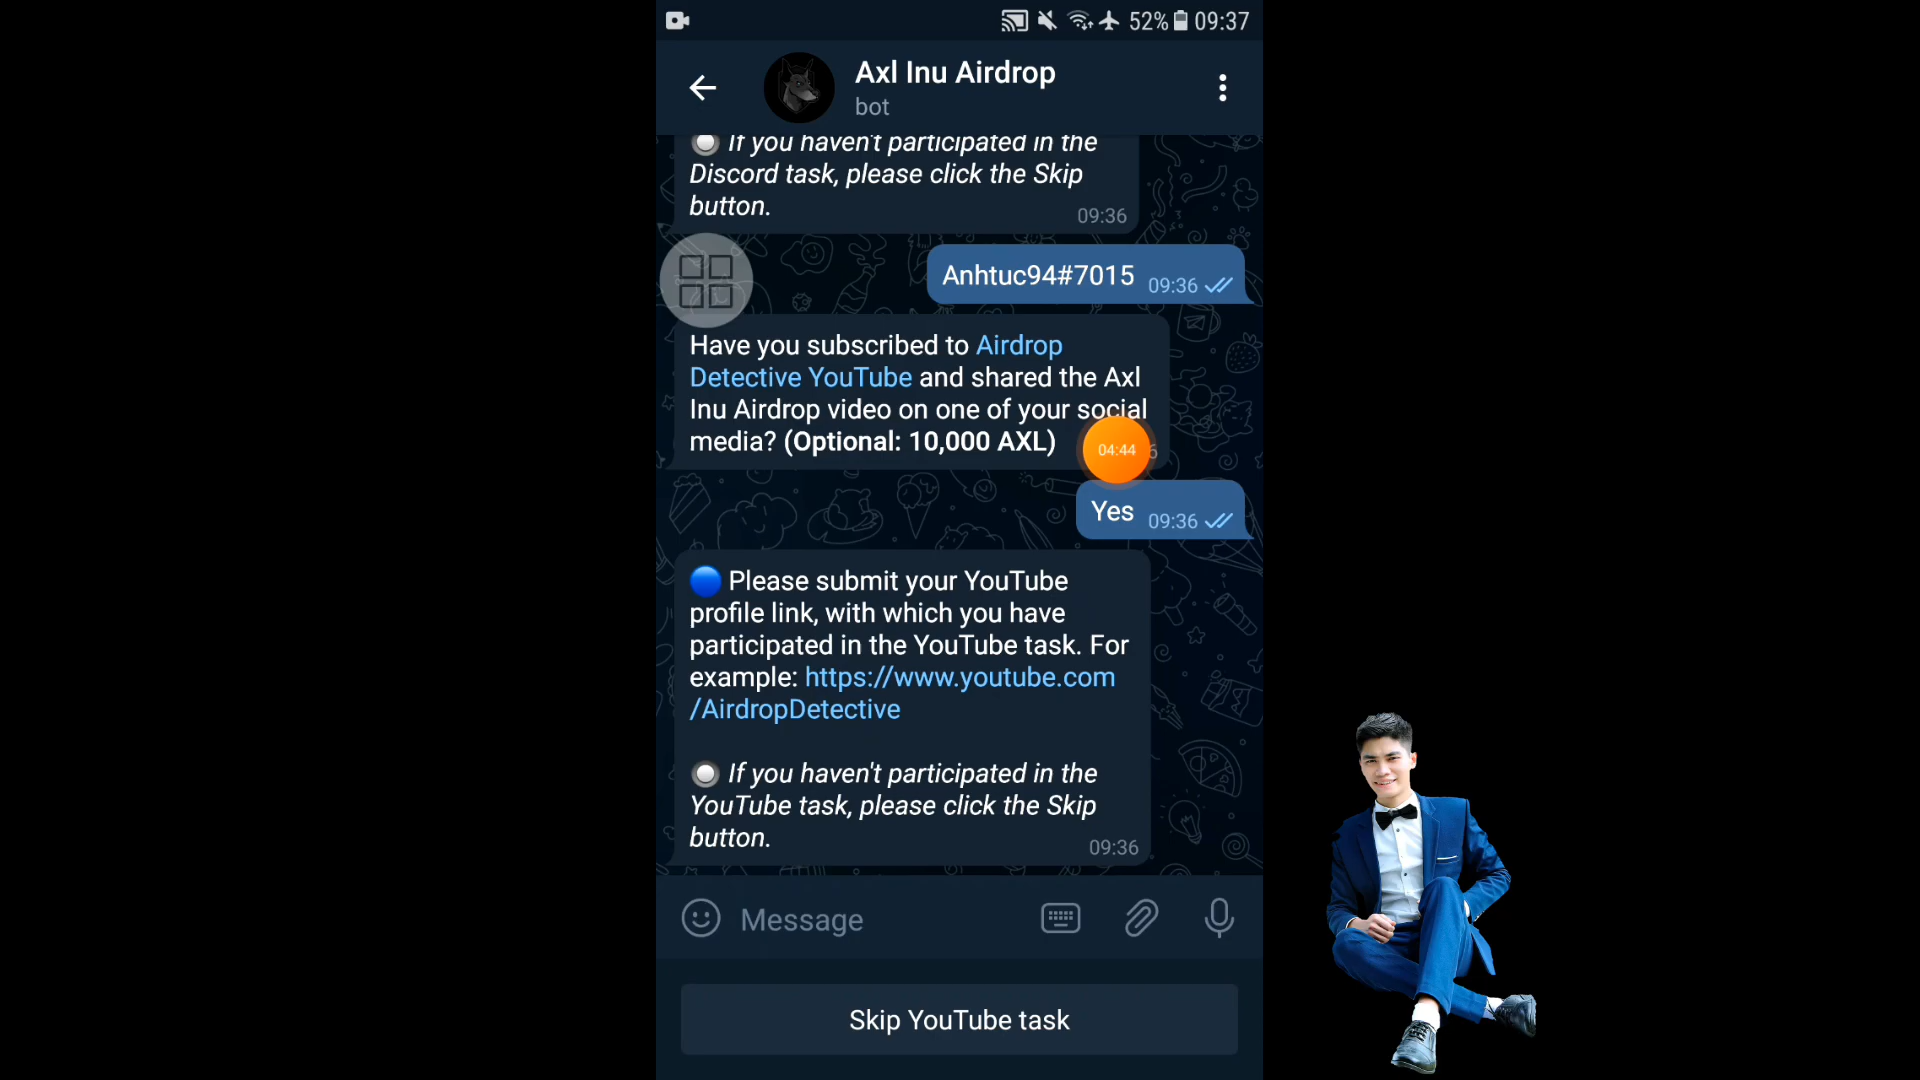 52% 09:37
Axl Inu Airdrop
bot
If you haven't participated in the
Discord task, please click the Skip
button.
09:36
Anhtuc94#7015 09:36
Have you subscribed to Airdrop
Detective YouTube and shared the Axl
Inu Airdrop video on one of your social
media? (Optional: 10,000 AXL)
04:44
Yes 09:36
Please submit your YouTube
profile link, with which you have
participated in the YouTube task. For
example: https://www.youtube.com
/AirdropDetective
If you haven't participated in the
YouTube task, please click the Skip
button.
09:36
Message
Skip YouTube task